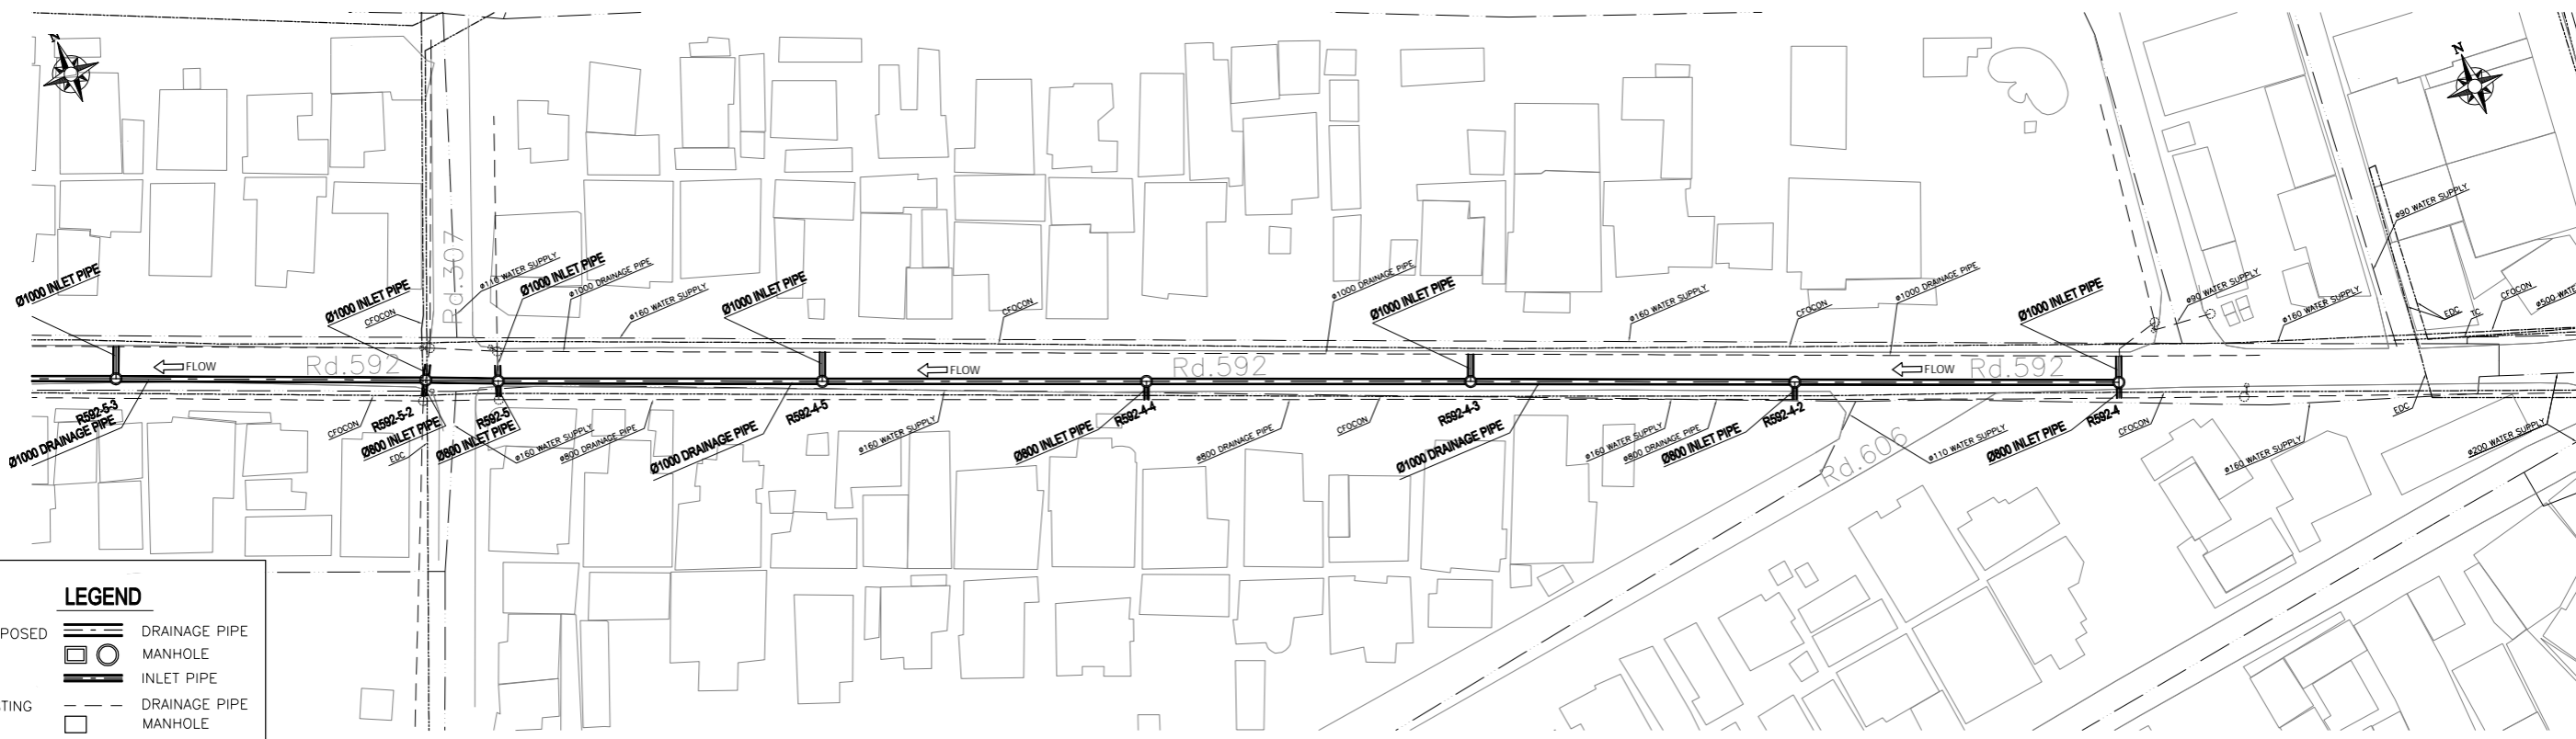 N
N
Rd.307
ø90 WATER SUPPLY
Ø1000 INLET PIPE
Ø1000 INLET PIPE
CFOCON
ø110 WATER SUPPLY
Ø1000 INLET PIPE
ø1000 DRAINAGE PIPE
ø160 WATER SUPPLY
Ø1000 INLET PIPE
CFOCON
ø1000 DRAINAGE PIPE
Ø1000 INLET PIPE
ø160 WATER SUPPLY
CFOCON
ø1000 DRAINAGE PIPE
Ø1000 INLET PIPE
ø90 WATER SUPPLY
ø160 WATER SUPPLY
EDC
TC
CFOCON
FLOW
Rd.592
FLOW
Rd.592
FLOW
Rd.592
R592-5-3
Ø1000 DRAINAGE PIPE
CFOCON
R592-5-2
Ø800 INLET PIPE
EDC
R592-5
Ø800 INLET PIPE
ø160 WATER SUPPLY
ø800 DRAINAGE PIPE
Ø1000 DRAINAGE PIPE
R592-4-5
ø160 WATER SUPPLY
Ø800 INLET PIPE
R592-4-4
ø800 DRAINAGE PIPE
CFOCON
Ø1000 DRAINAGE PIPE
R592-4-3
ø160 WATER SUPPLY
ø800 DRAINAGE PIPE
Ø800 INLET PIPE
R592-4-2
Rd.606
ø110 WATER SUPPLY
Ø800 INLET PIPE
R592-4
CFOCON
ø160 WATER SUPPLY
EDC
ø200 WATER SUPPLY
LEGEND
POSED
DRAINAGE PIPE
MANHOLE
INLET PIPE
TING
DRAINAGE PIPE
MANHOLE